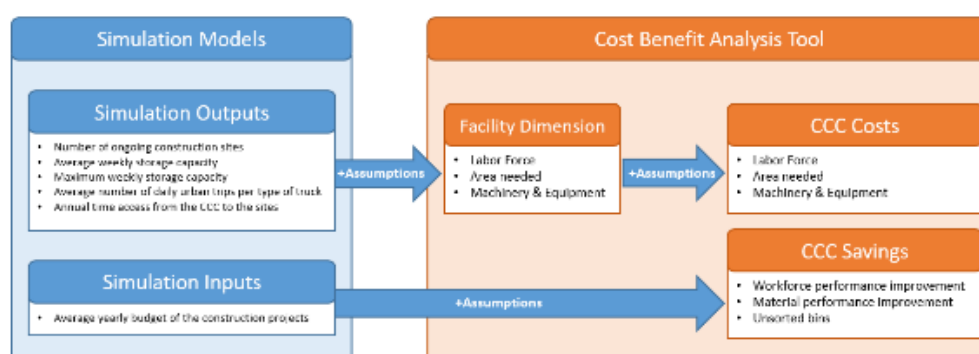 Simulation Models
Simulation Outputs
• Number of ongoing construction sites
• Average weekly storage capacity
• Maximum weekly storage capacity
• Average number of daily urban trips per type of truck
• Annual time access from the CCC to the sites
Simulation Inputs
• Average yearly budget of the construction projects
+Assumptions
+Assumptions
Cost Benefit Analysis Tool
Facility Dimension
• Labor Force
• Area needed
• Machinery & Equipment
+Assumptions
CCC Costs
• Labor Force
• Area needed
• Machinery & Equipment
CCC Savings
• Workforce performance improvement
• Material performance improvement
• Unsorted bins